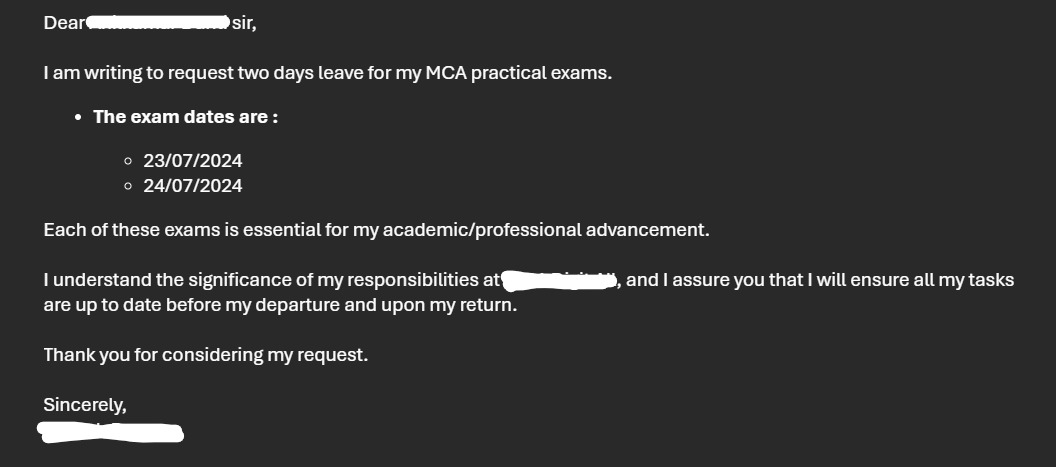 Dear sir,
I am writing to request two days leave for my MCA practical exams.
• The exam dates are :
○ 23/07/2024
○ 24/07/2024
Each of these exams is essential for my academic/professional advancement.
I understand the significance of my responsibilities at , and I assure you that I will ensure all my tasks
are up to date before my departure and upon my return.
Thank you for considering my request.
Sincerely,